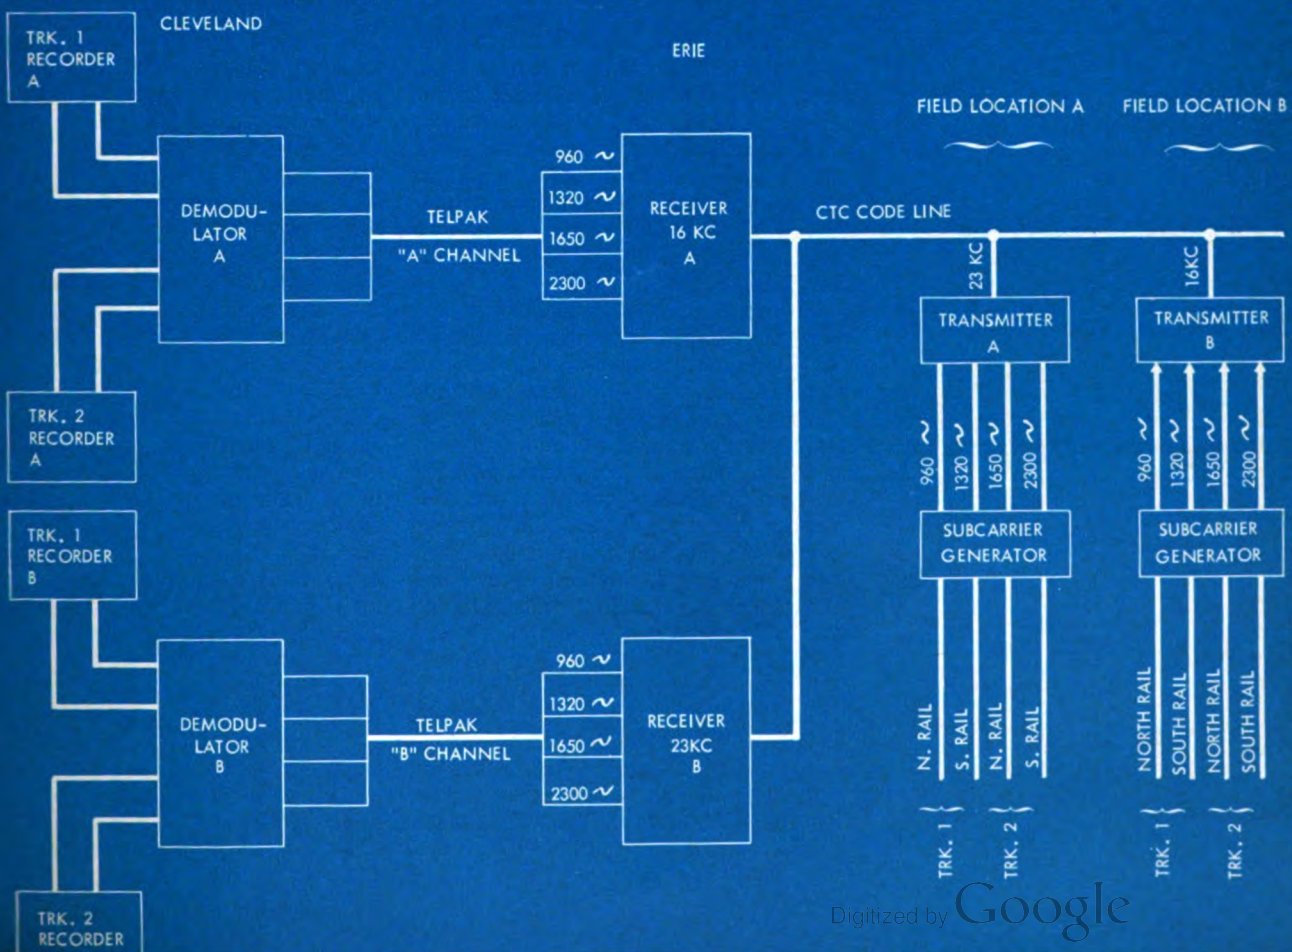 CLEVELAND
ERIE
TRK. 1
RECORDER
A
FIELD LOCATION A
FIELD LOCATION B
DEMODU-
LATOR
A
TELPAK
"A" CHANNEL
960 ~
1320 ~
1650 ~
2300 ~
RECEIVER
16 KC
A
CTC CODE LINE
23 KC
16KC
TRANSMITTER
A
TRANSMITTER
B
TRK. 2
RECORDER
A
960 ~
1320 ~
1650 ~
2300 ~
960 ~
1320 ~
1650 ~
2300 ~
SUBCARRIER
GENERATOR
SUBCARRIER
GENERATOR
TRK. 1
RECORDER
B
DEMODU-
LATOR
B
TELPAK
"B" CHANNEL
960 ~
1320 ~
1650 ~
2300 ~
RECEIVER
23KC
B
N. RAIL
S. RAIL
N. RAIL
S. RAIL
NORTH RAIL
SOUTH RAIL
NORTH RAIL
SOUTH RAIL
TRK. 1
TRK. 2
TRK. 1
TRK. 2
TRK. 2
RECORDER
Digitized by Google